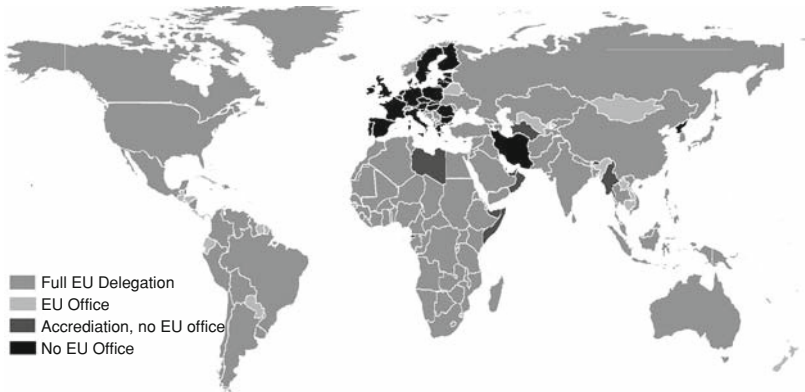 Full EU Delegation
EU Office
Accrediation, no EU office
No EU Office